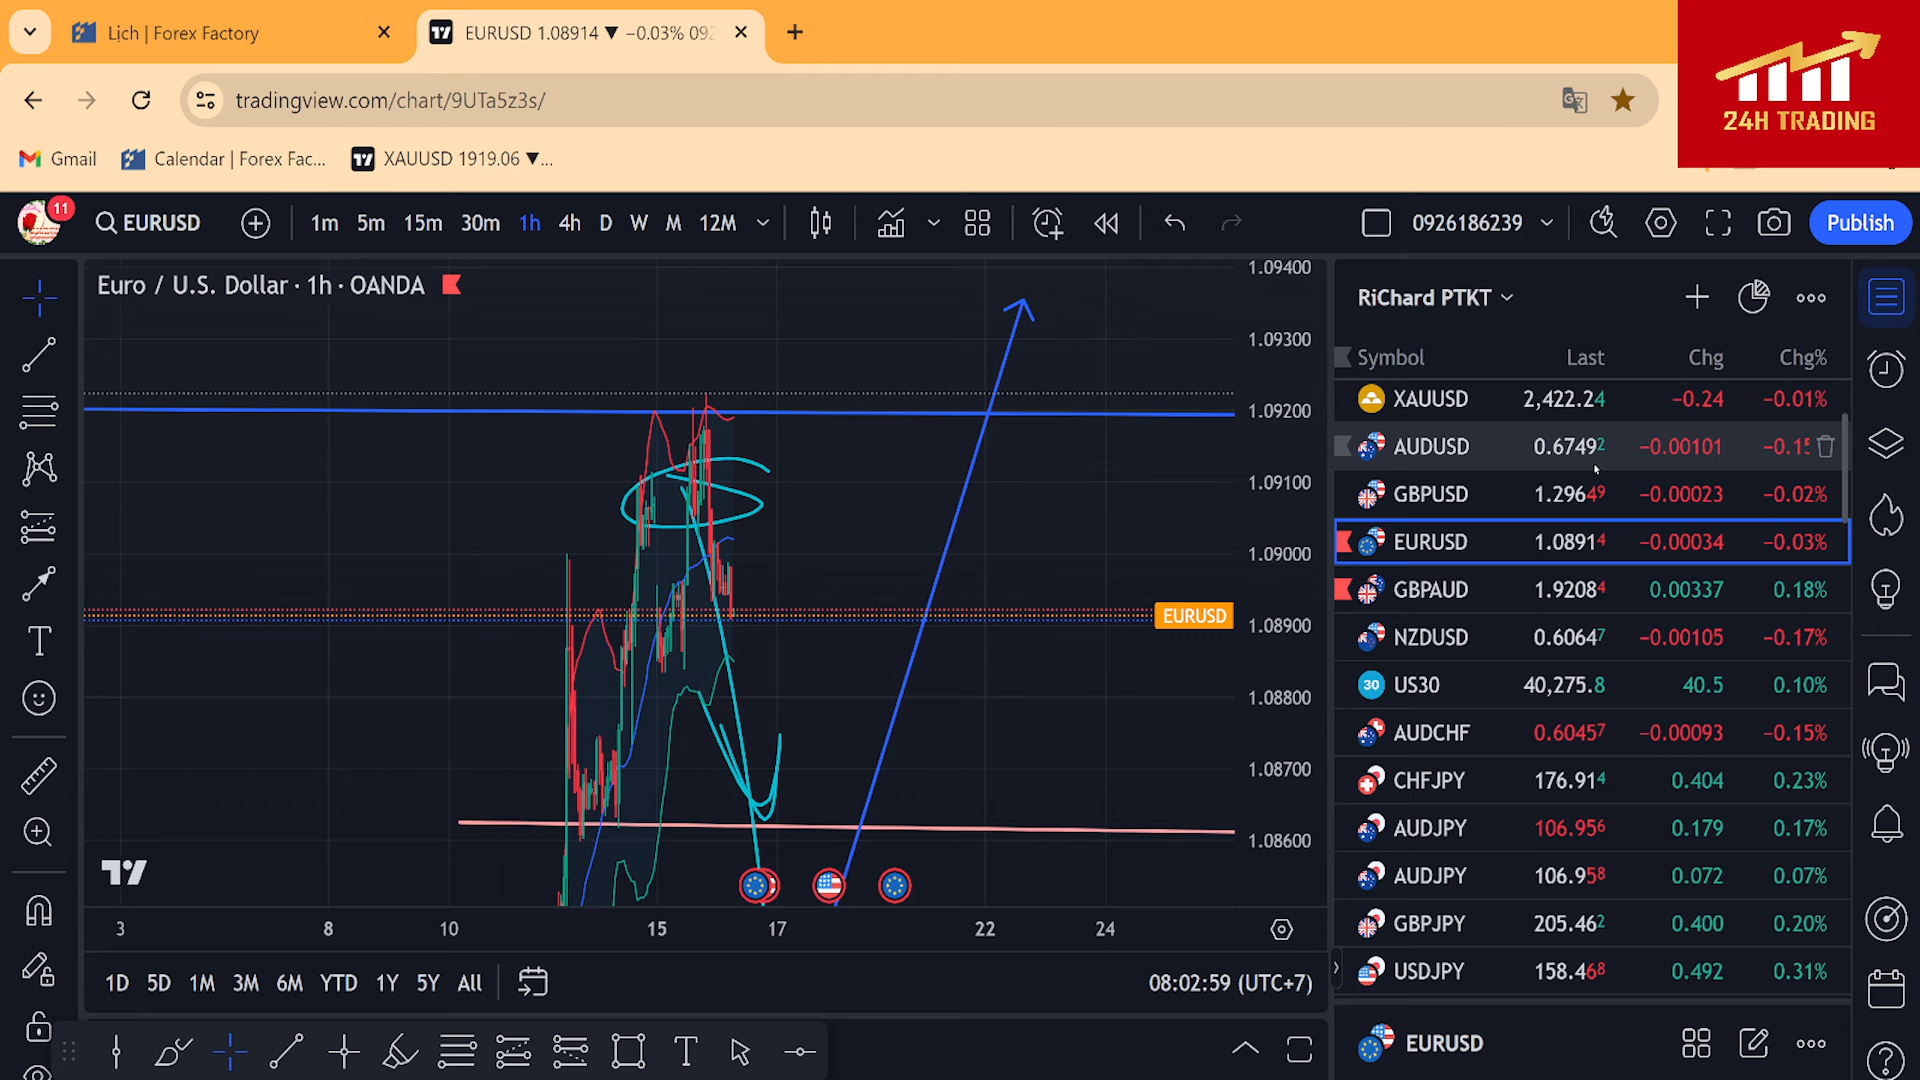 Lịch | Forex Factory
EURUSD 1.08914 ▼ −0.03% 092
24H TRADING
tradingview.com/chart/9UTa5z3s/
Gmail
Calendar | Forex Fac...
XAUUSD 1919.06 ▼...
11
EURUSD
1m 5m 15m 30m 1h 4h D W M 12M
0926186239
Publish
Euro / U.S. Dollar · 1h · OANDA
1.09400
1.09300
1.09200
1.09100
1.09000
1.08900
1.08800
1.08700
1.08600
EURUSD
3 8 10 15 17 22 24
1D 5D 1M 3M 6M YTD 1Y 5Y All
08:02:59 (UTC+7)
RiChard PTKT
Symbol Last Chg Chg%
XAUUSD 2,422.24 −0.24 −0.01%
AUDUSD 0.67492 −0.00101 −0.15
GBPUSD 1.29649 −0.00023 −0.02%
EURUSD 1.08914 −0.00034 −0.03%
GBPAUD 1.92084 0.00337 0.18%
NZDUSD 0.60647 −0.00105 −0.17%
30 US30 40,275.8 40.5 0.10%
AUDCHF 0.60457 −0.00093 −0.15%
CHFJPY 176.914 0.404 0.23%
AUDJPY 106.956 0.179 0.17%
AUDJPY 106.958 0.072 0.07%
GBPJPY 205.462 0.400 0.20%
USDJPY 158.468 0.492 0.31%
EURUSD